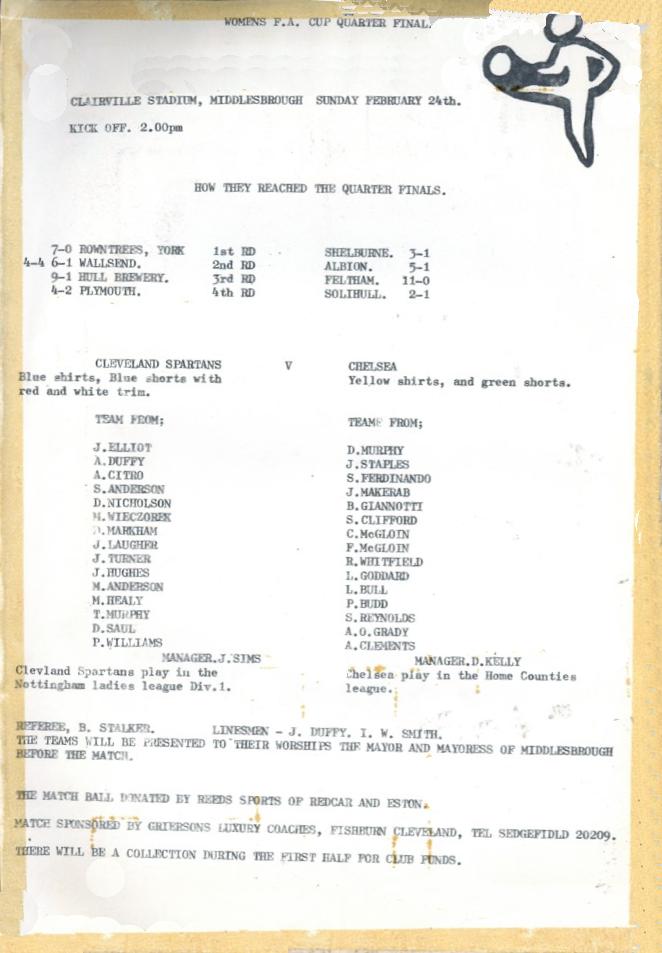 WOMENS F.A. CUP QUARTER FINAL.
CLAIRVILLE STADIUM, MIDDLESBROUGH SUNDAY FEBRUARY 24th.
KICK OFF. 2.00pm
HOW THEY REACHED THE QUARTER FINALS.
7-0 ROWNTREES, YORK 1st RD SHELBURNE. 3-1
4-4 6-1 WALLSEND. 2nd RD ALBION. 5-1
9-1 HULL BREWERY. 3rd RD FELTHAM. 11-0
4-2 PLYMOUTH. 4th RD SOLIHULL. 2-1
CLEVELAND SPARTANS V CHELSEA
Blue shirts, Blue shorts with
red and white trim.
Yellow shirts, and green shorts.
TEAM FROM;
J.ELLIOT
A.DUFFY
A.CITRO
S.ANDERSON
D.NICHOLSON
M.WIECZOREK
D.MARKHAM
J.LAUGHER
J.TURNER
J.HUGHES
M.ANDERSON
M.HEALY
T.MURPHY
D.SAUL
P.WILLIAMS
MANAGER.J.SIMS
Clevland Spartans play in the
Nottingham ladies league Div.1.
TEAM FROM;
D.MURPHY
J.STAPLES
S.FERDINANDO
J.MAKERAB
B.GIANNOTTI
S.CLIFFORD
C.McGLOIN
F.McGLOIN
R.WHITFIELD
L.GODDARD
L.BULL
P.BUDD
S.REYNOLDS
A.O.GRADY
A.CLEMENTS
MANAGER.D.KELLY
Chelsea play in the Home Counties
league.
REFEREE, B. STALKER. LINESMEN - J. DUFFY. I. W. SMITH.
THE TEAMS WILL BE PRESENTED TO THEIR WORSHIPS THE MAYOR AND MAYORESS OF MIDDLESBROUGH
BEFORE THE MATCH.
THE MATCH BALL DONATED BY REEDS SPORTS OF REDCAR AND ESTON.
MATCH SPONSORED BY GRIERSONS LUXURY COACHES, FISHBURN CLEVELAND, TEL SEDGEFIDLD 20209.
THERE WILL BE A COLLECTION DURING THE FIRST HALF FOR CLUB FUNDS.